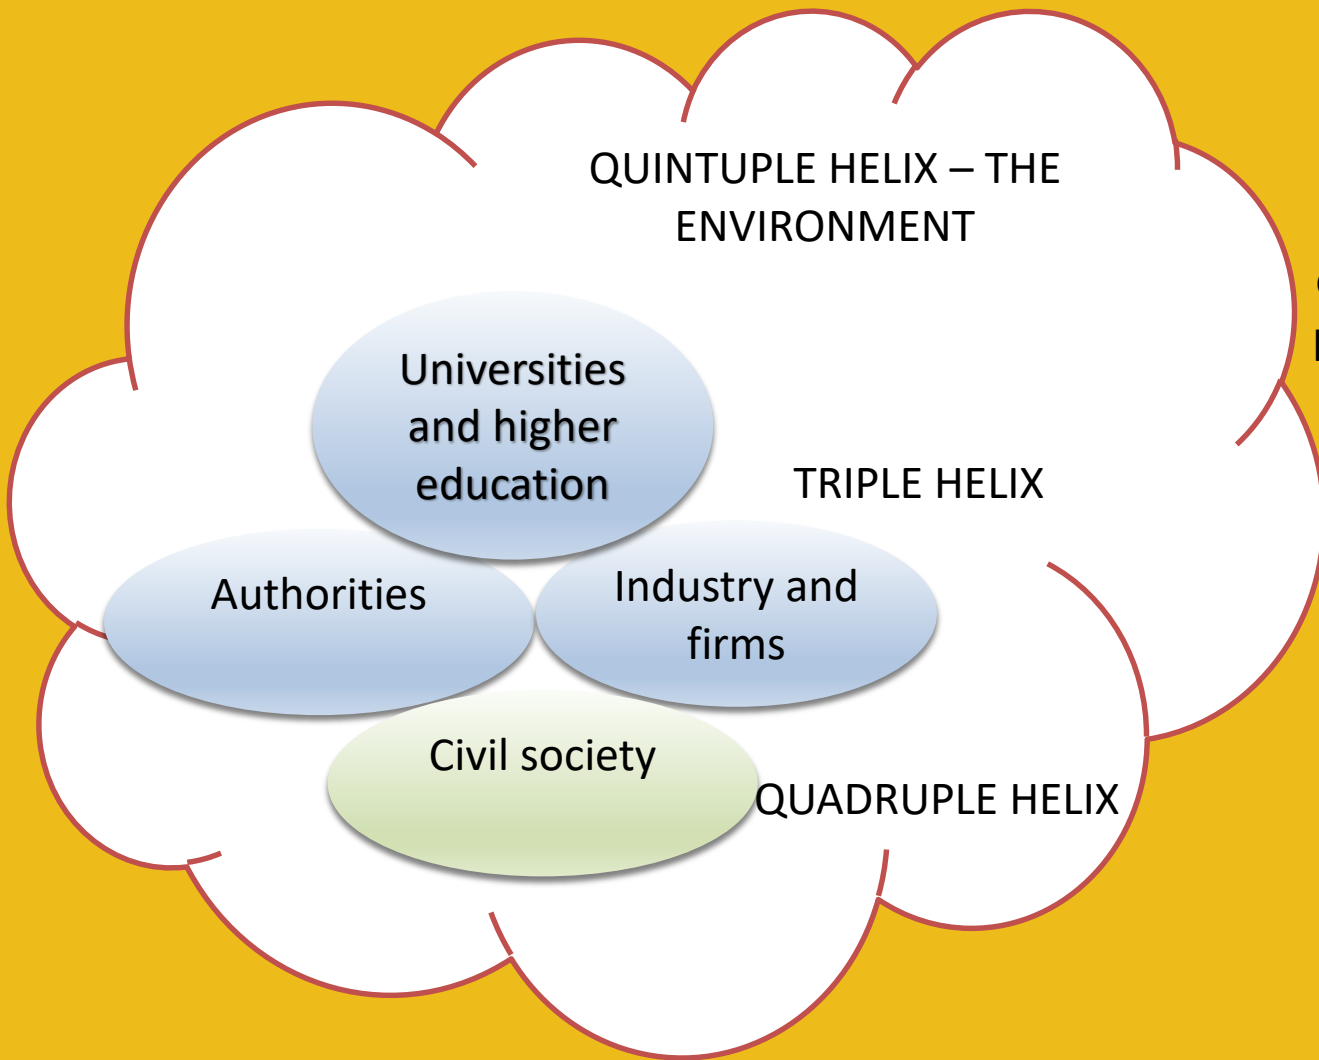 QUINTUPLE HELIX – THE
ENVIRONMENT
Universities
and higher
education
TRIPLE HELIX
Authorities
Industry and
firms
Civil society
QUADRUPLE HELIX